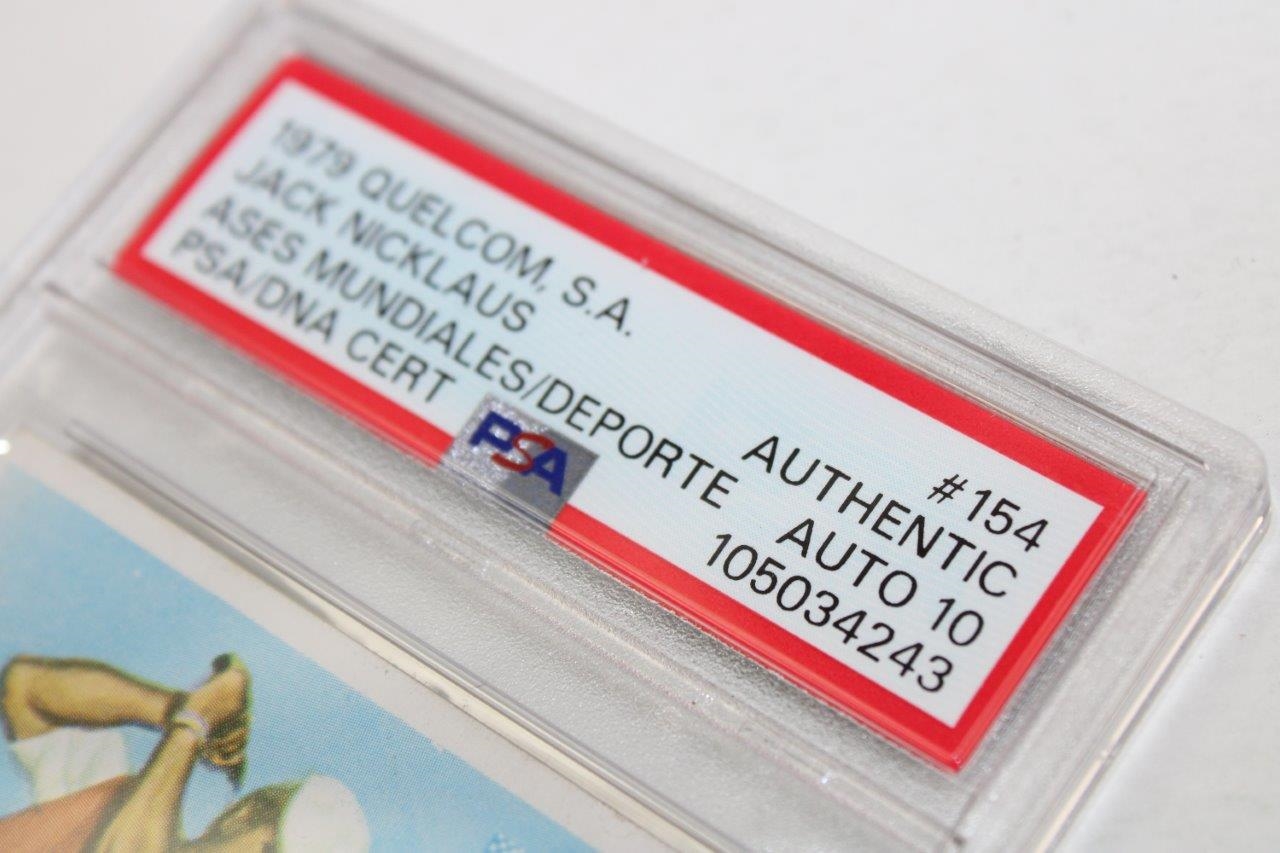 1979 QUELCOM, S.A.
JACK NICKLAUS
ASES MUNDIALES/DEPORTE
PSA/DNA CERT
PSA
#154
AUTHENTIC
AUTO 10
105034243